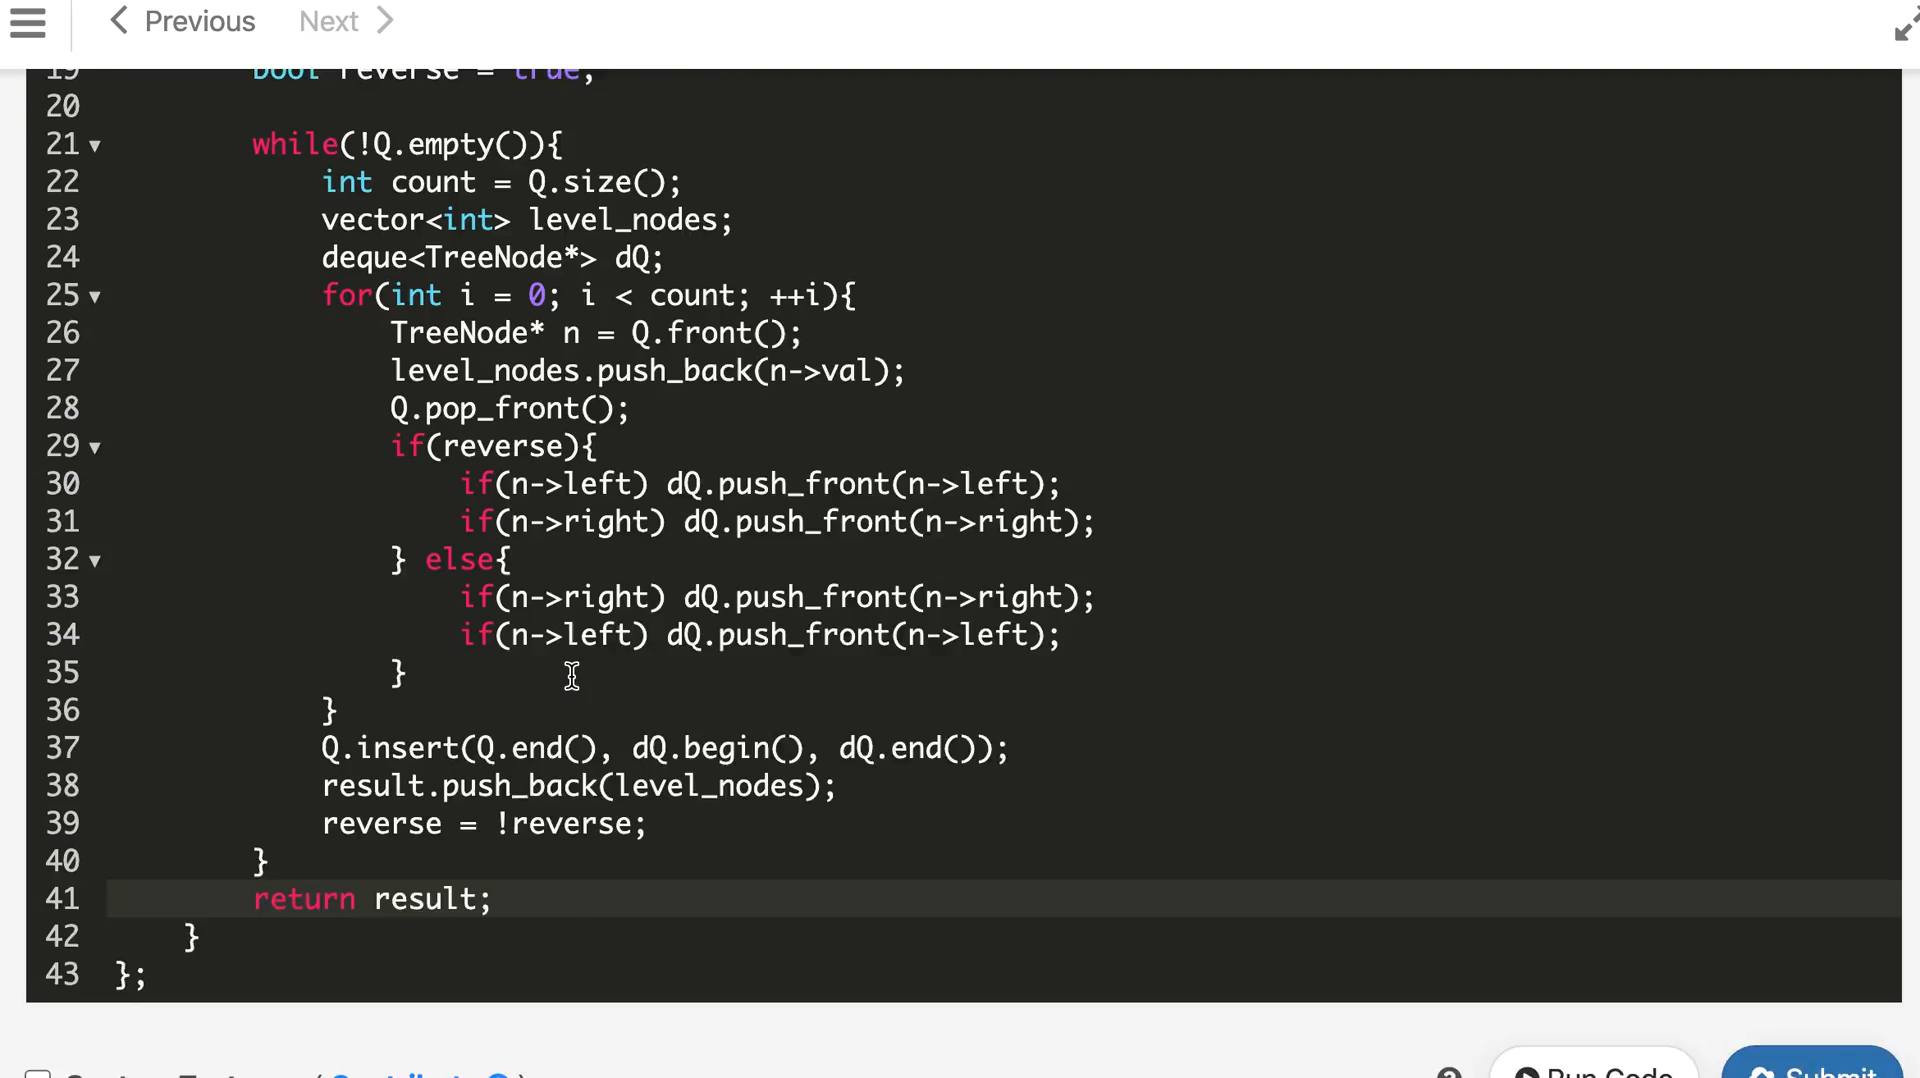 Previous Next
19 bool reverse = true;
20
21 while(!Q.empty()){
22 int count = Q.size();
23 vector<int> level_nodes;
24 deque<TreeNode*> dQ;
25 for(int i = 0; i < count; ++i){
26 TreeNode* n = Q.front();
27 level_nodes.push_back(n->val);
28 Q.pop_front();
29 if(reverse){
30 if(n->left) dQ.push_front(n->left);
31 if(n->right) dQ.push_front(n->right);
32 } else{
33 if(n->right) dQ.push_front(n->right);
34 if(n->left) dQ.push_front(n->left);
35 }
36 }
37 Q.insert(Q.end(), dQ.begin(), dQ.end());
38 result.push_back(level_nodes);
39 reverse = !reverse;
40 }
41 return result;
42 }
43 };
Run Code Submit